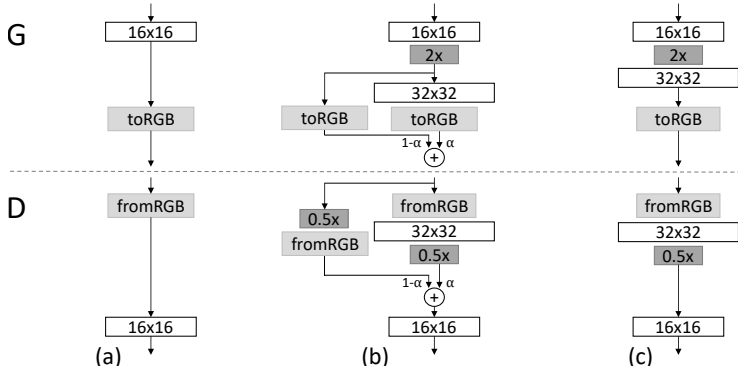 G
16x16 16x16 16x16
2x 2x
32x32 32x32
toRGB toRGB toRGB toRGB
1-α α
+
D
fromRGB fromRGB fromRGB
0.5x 32x32 32x32
fromRGB 0.5x 0.5x
1-α α
+
16x16 16x16 16x16
(a) (b) (c)